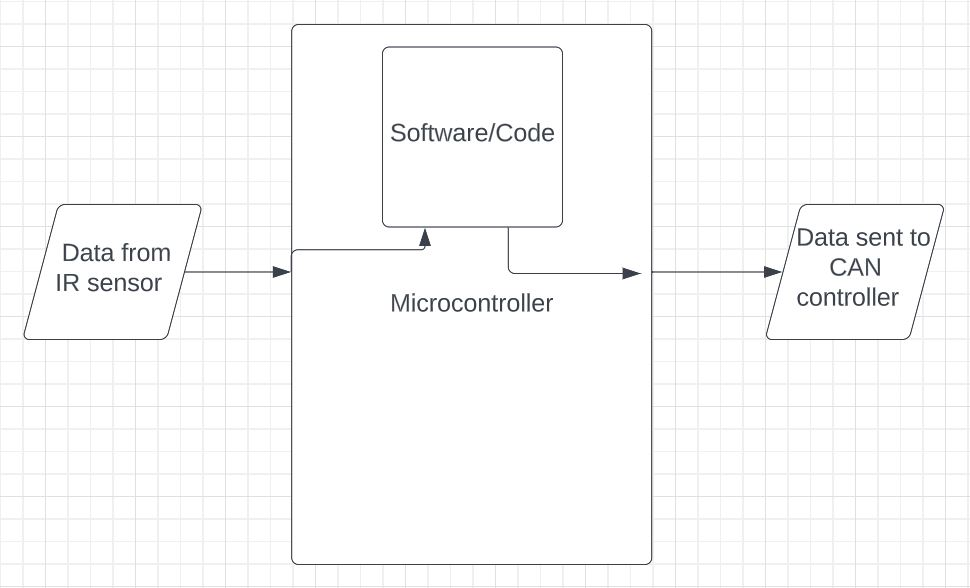 Software/Code
Data from
IR sensor
Microcontroller
Data sent to
CAN
controller